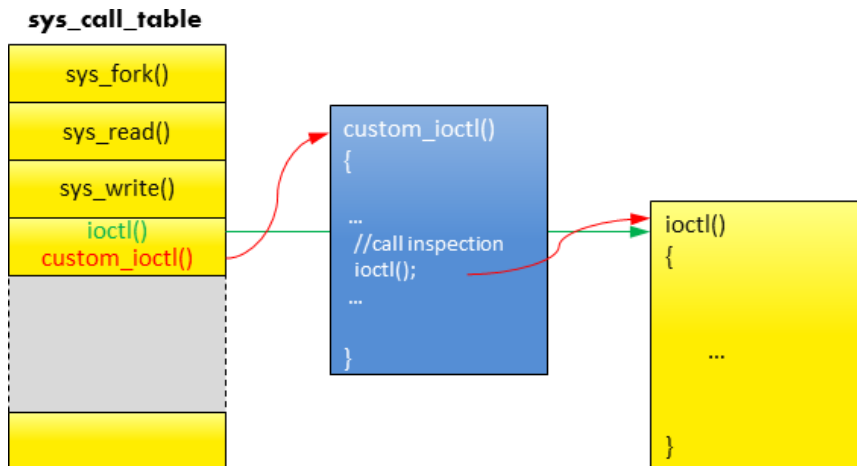 sys_call_table
sys_fork()
sys_read()
sys_write()
ioctl()
custom_ioctl()
custom_ioctl()
{
...
//call inspection
ioctl();
...
}
ioctl()
{
...
}